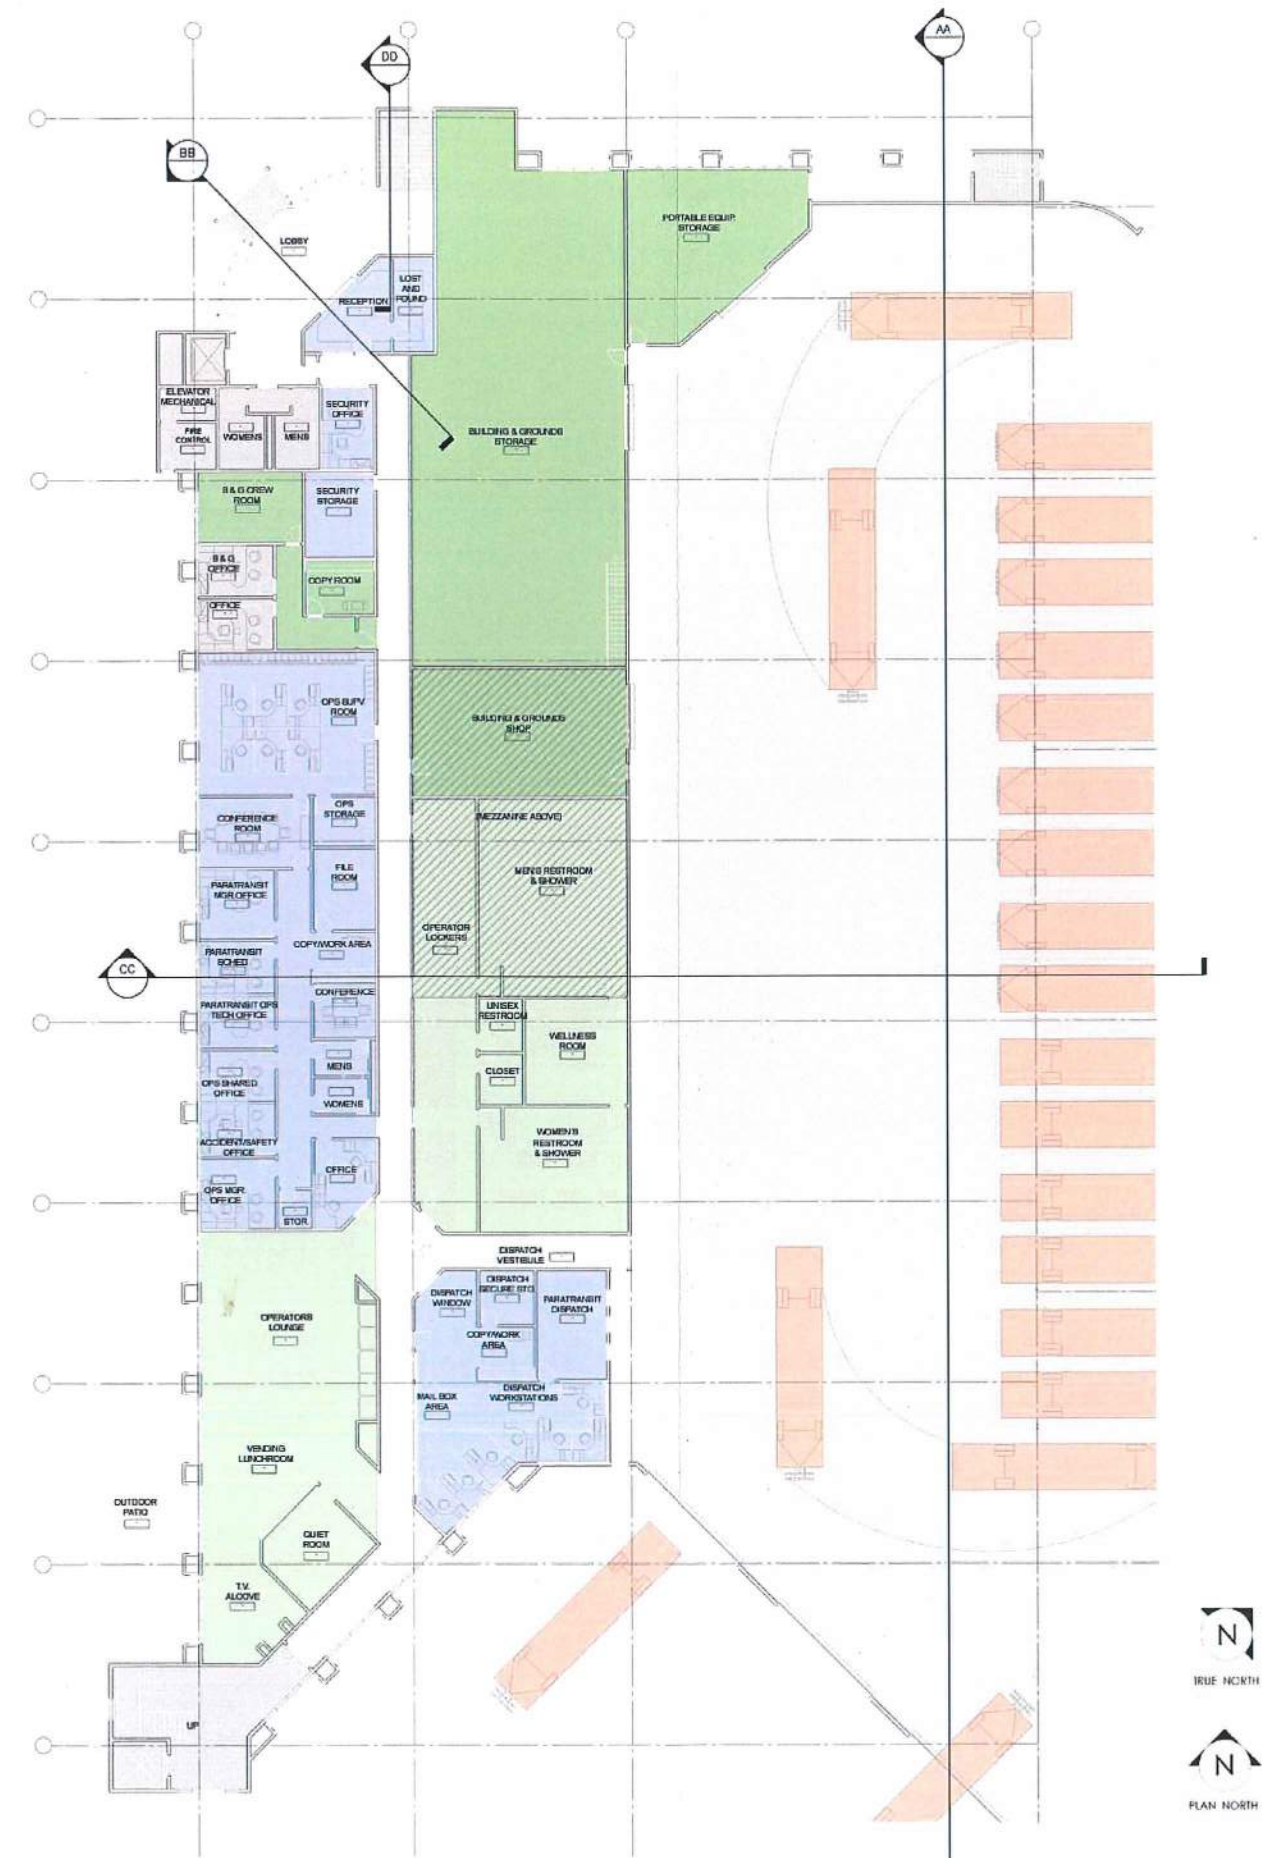 AA
DD
BB
PORTABLE EQUIP.
STORAGE
LOBBY
LOST
AND
FOUND
RECEPTION
ELEVATOR
MECHANICAL
SECURITY
OFFICE
FIRE
CONTROL
WOMENS
MENS
BUILDING & GROUNDS
STORAGE
B & G CREW
ROOM
SECURITY
STORAGE
B & G
OFFICE
COPY ROOM
OFFICE
OPS SUPV
ROOM
BUILDING & GROUNDS
SHOP
OPS
STORAGE
CONFERENCE
ROOM
(MEZZANINE ABOVE)
FILE
ROOM
MEN'S RESTROOM
& SHOWER
PARATRANSIT
MGR OFFICE
OPERATOR
LOCKERS
COPY/WORK AREA
PARATRANSIT
SCHED
CC
CONFERENCE
PARATRANSIT OPS
TECH OFFICE
UNISEX
RESTROOM
WELLNESS
ROOM
MENS
CLOSET
OPS SHARED
OFFICE
WOMENS
WOMEN'S
RESTROOM
& SHOWER
ACCIDENT/SAFETY
OFFICE
OFFICE
OPS MGR
OFFICE
STOR.
DISPATCH
VESTIBULE
DISPATCH
WINDOW
DISPATCH
SECURE STO.
PARATRANSIT
DISPATCH
OPERATORS
LOUNGE
COPY/WORK
AREA
MAIL BOX
AREA
DISPATCH
WORKSTATIONS
VENDING
LUNCHROOM
OUTDOOR
PATIO
QUIET
ROOM
T.V.
ALCOVE
UP
N
TRUE NORTH
N
PLAN NORTH